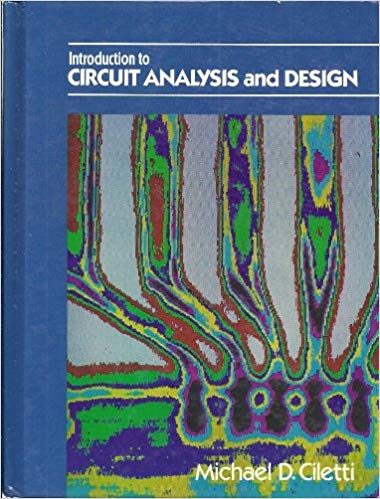 Introduction to
CIRCUIT ANALYSIS and DESIGN
Michael D. Ciletti